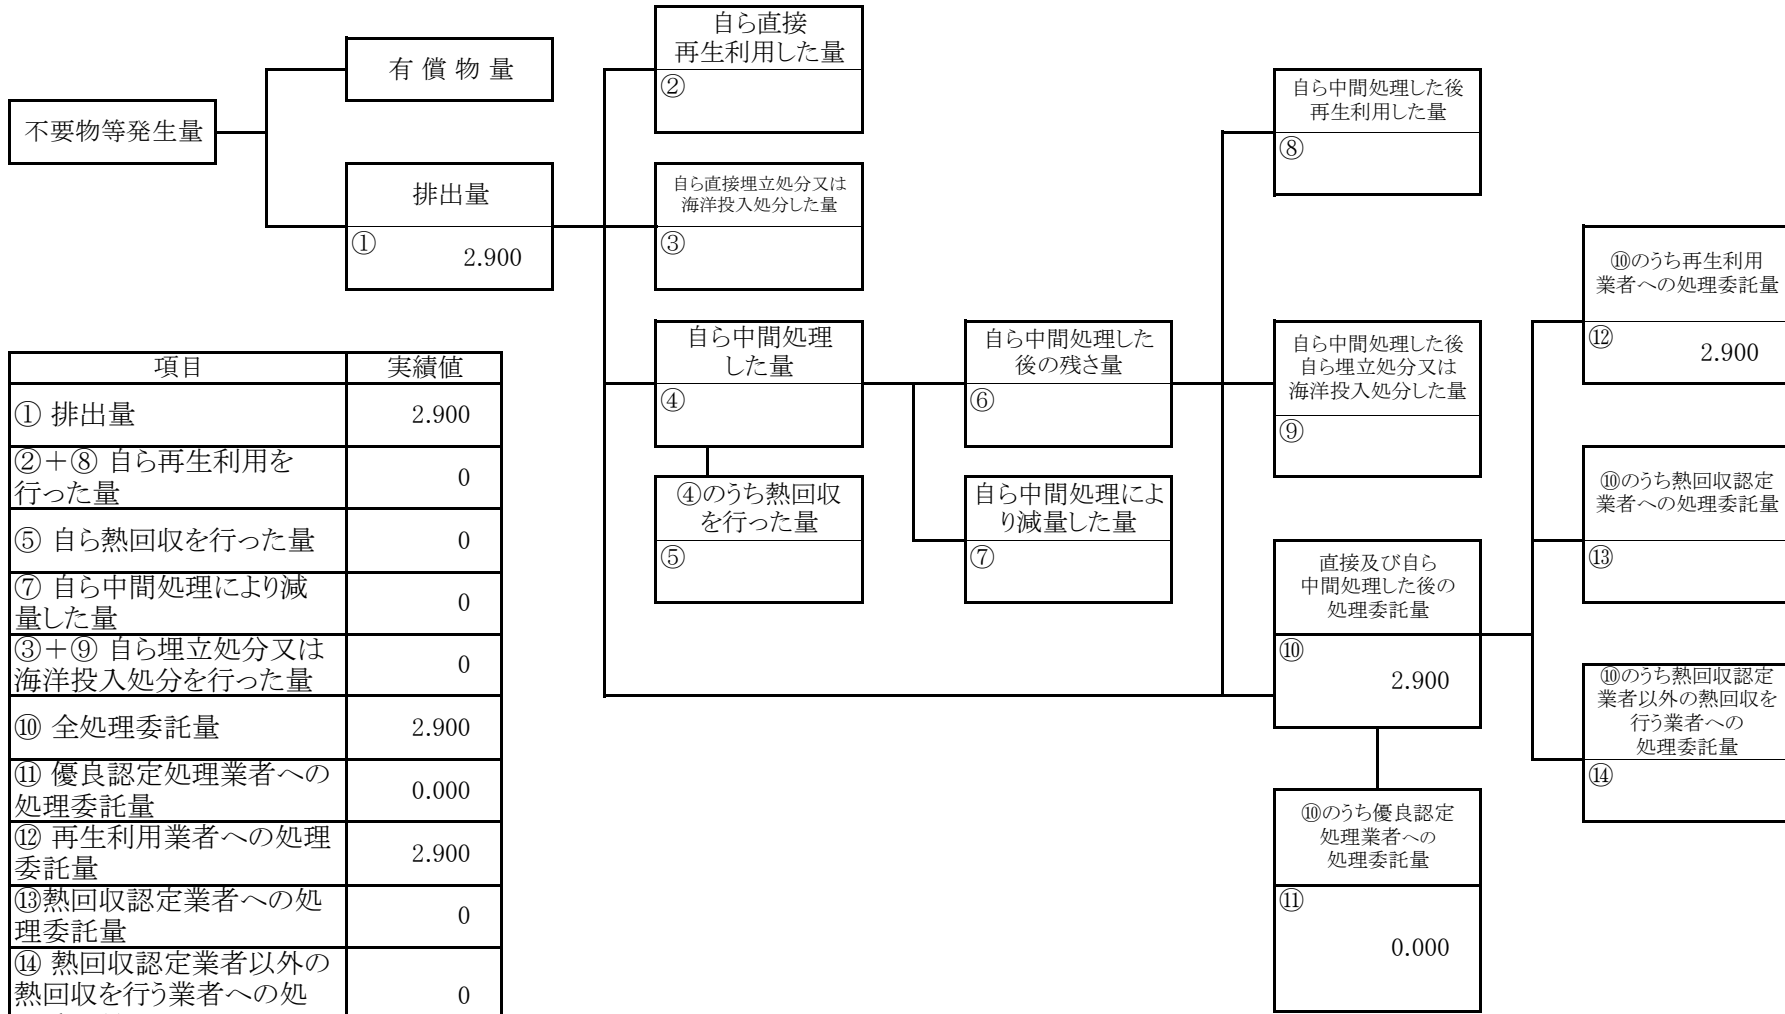 不要物等発生量
有 償 物 量
排出量
①
2.900
自ら直接
再生利用した量
②
自ら直接埋立処分又は
海洋投入処分した量
③
自ら中間処理
した量
④
④のうち熱回収
を行った量
⑤
自ら中間処理した
後の残さ量
⑥
自ら中間処理によ
り減量した量
⑦
自ら中間処理した後
再生利用した量
⑧
自ら中間処理した後
自ら埋立処分又は
海洋投入処分した量
⑨
直接及び自ら
中間処理した後の
処理委託量
⑩
2.900
⑩のうち優良認定
処理業者への
処理委託量
⑪
0.000
⑩のうち再生利用
業者への処理委託量
⑫
2.900
⑩のうち熱回収認定
業者への処理委託量
⑬
⑩のうち熱回収認定
業者以外の熱回収を
行う業者への
処理委託量
⑭
項目 実績値
① 排出量 2.900
②＋⑧ 自ら再生利用を
行った量 0
⑤ 自ら熱回収を行った量 0
⑦ 自ら中間処理により減
量した量 0
③＋⑨ 自ら埋立処分又は
海洋投入処分を行った量 0
⑩ 全処理委託量 2.900
⑪ 優良認定処理業者への
処理委託量 0.000
⑫ 再生利用業者への処理
委託量 2.900
⑬熱回収認定業者への処
理委託量 0
⑭ 熱回収認定業者以外の
熱回収を行う業者への処 0